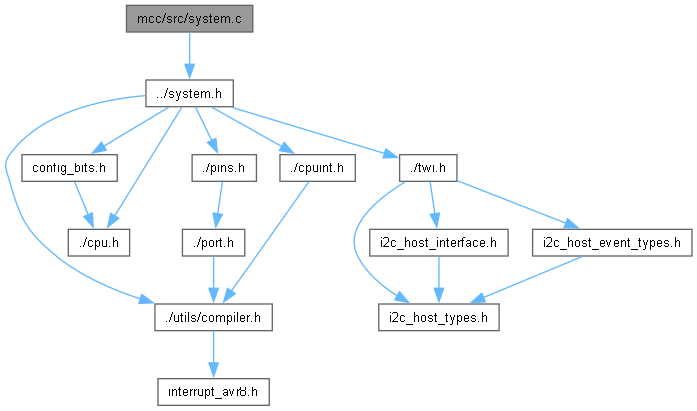 mcc/src/system.c
../system.h
config_bits.h
./pins.h
./cpuint.h
./twi.h
./cpu.h
./port.h
i2c_host_interface.h
i2c_host_event_types.h
./utils/compiler.h
i2c_host_types.h
interrupt_avr8.h